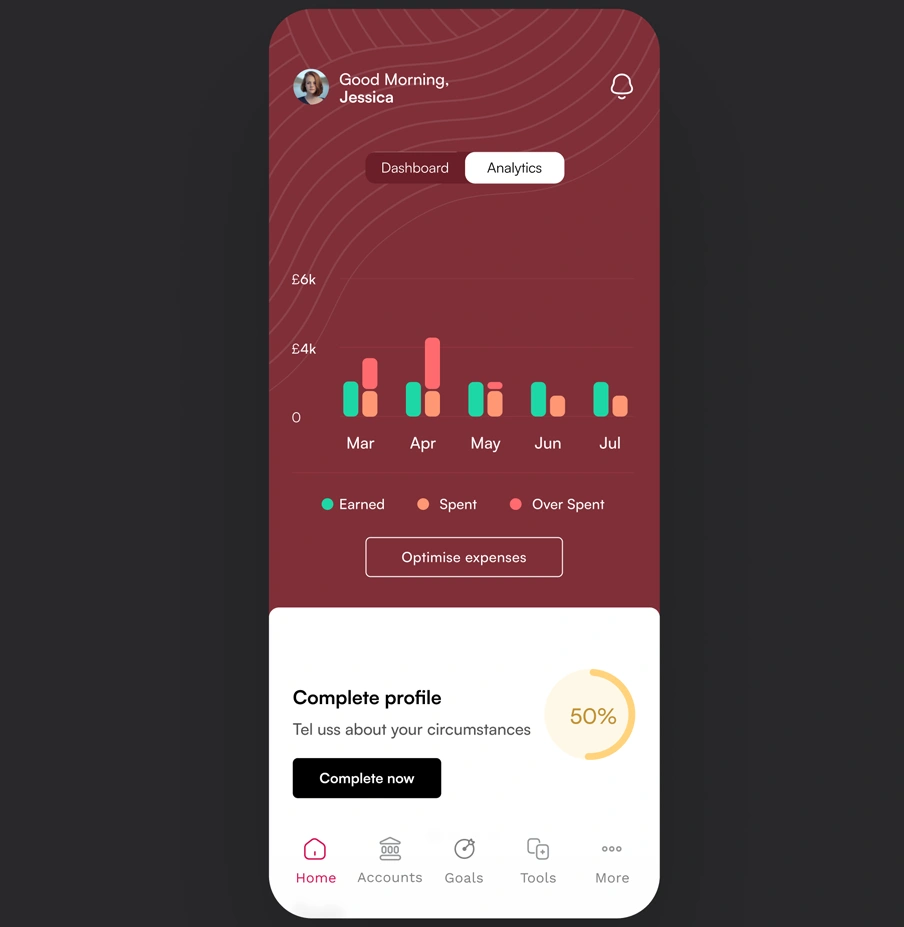 Good Morning,
Jessica
Dashboard Analytics
£6k
£4k
0
Mar Apr May Jun Jul
Earned Spent Over Spent
Optimise expenses
Complete profile
Tel uss about your circumstances
50%
Complete now
Home Accounts Goals Tools More